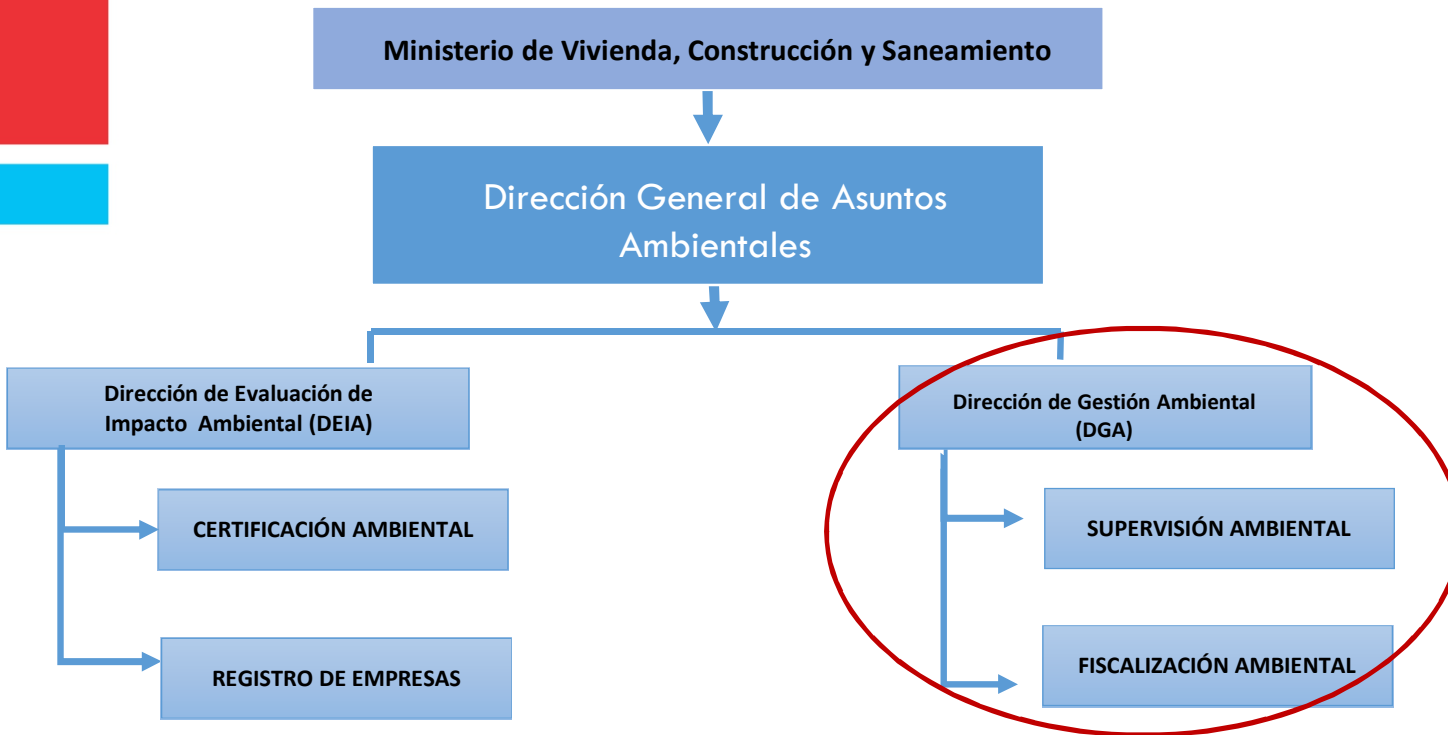 Ministerio de Vivienda, Construcción y Saneamiento
Dirección General de Asuntos
Ambientales
Dirección de Evaluación de
Impacto Ambiental (DEIA)
CERTIFICACIÓN AMBIENTAL
REGISTRO DE EMPRESAS
Dirección de Gestión Ambiental
(DGA)
SUPERVISIÓN AMBIENTAL
FISCALIZACIÓN AMBIENTAL